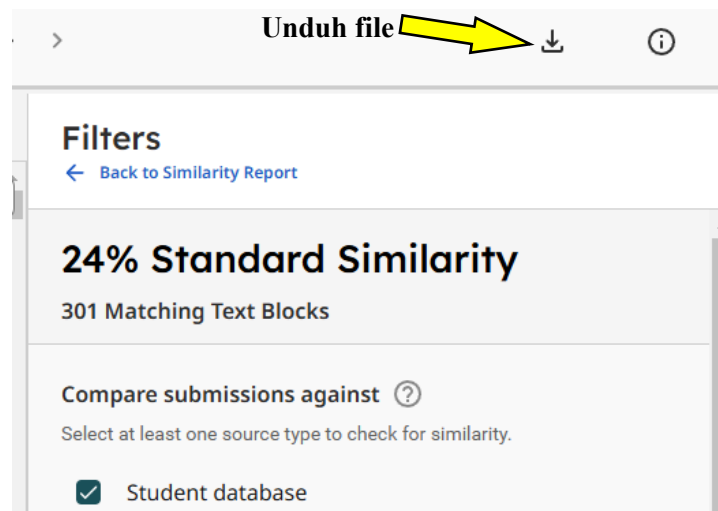 Unduh file
Filters
Back to Similarity Report
24% Standard Similarity
301 Matching Text Blocks
Compare submissions against
Select at least one source type to check for similarity.
Student database